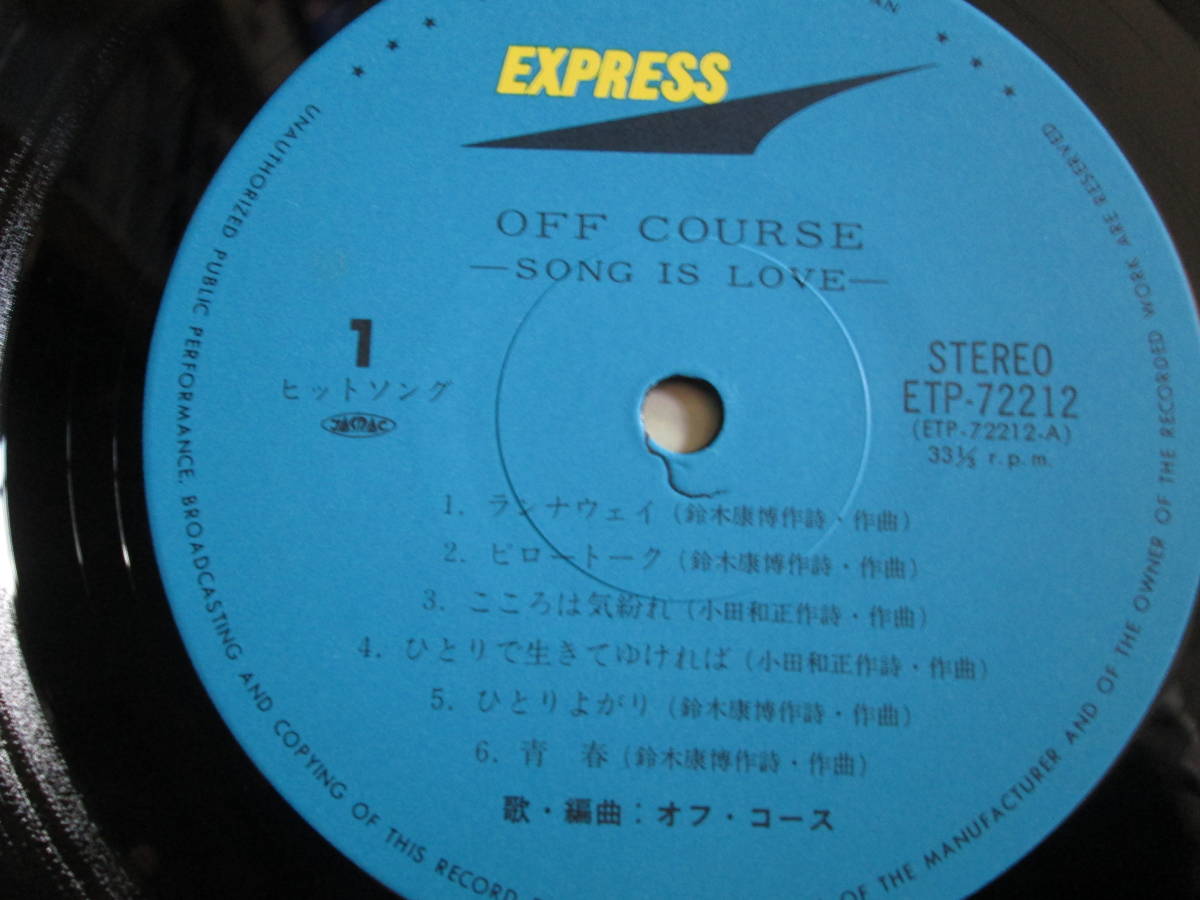 EXPRESS
OFF COURSE
—SONG IS LOVE—
1
ヒットソング
JASRAC
STEREO
ETP-72212
(ETP-72212-A)
33⅓ r.p.m.
1. ランナウェイ (鈴木康博作詩・作曲)
2. ピロートーク (鈴木康博作詩・作曲)
3. こころは気紛れ (小田和正作詩・作曲)
4. ひとりで生きてゆければ (小田和正作詩・作曲)
5. ひとりよがり (鈴木康博作詩・作曲)
6. 青 春 (鈴木康博作詩・作曲)
歌・編曲：オフ・コース
UNAUTHORIZED PUBLIC PERFORMANCE, BROADCASTING AND COPYING OF THIS RECORD
OF THE MANUFACTURER AND OF THE OWNER OF THE RECORDED WORK ARE RESERVED